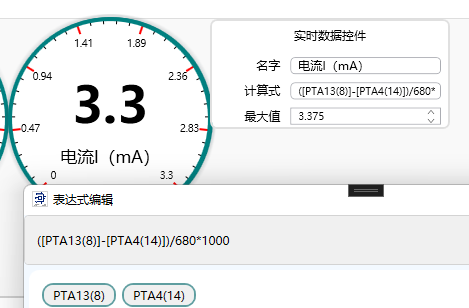 1.41
1.89
0.94
2.36
3.3
0.47
2.83
电流I（mA）
0
3.3
实时数据控件
名字
电流I（mA）
计算式
([PTA13(8)]-[PTA4(14)])/680*
最大值
3.375
表达式编辑
([PTA13(8)]-[PTA4(14)])/680*1000
PTA13(8)
PTA4(14)